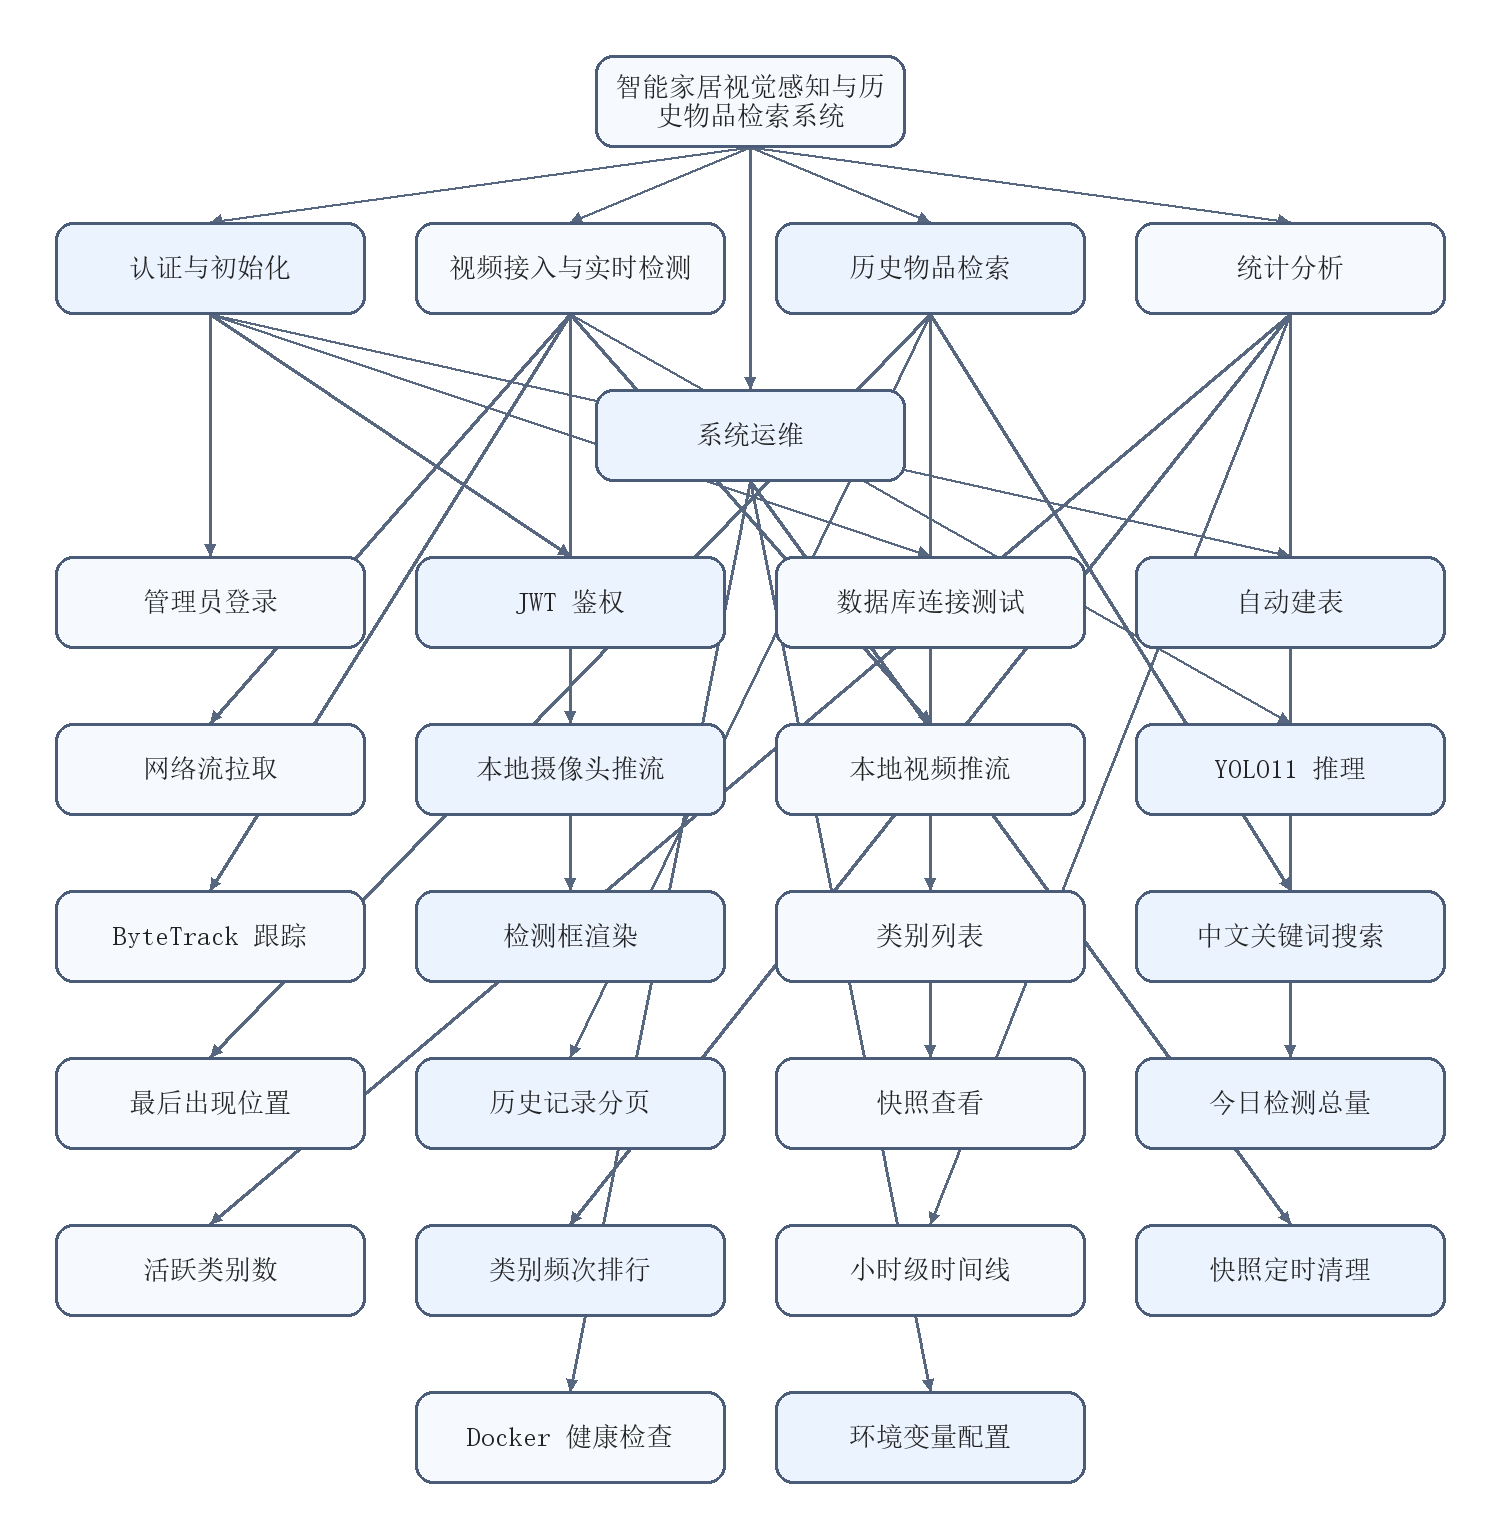 智能家居视觉感知与历
史物品检索系统
认证与初始化
视频接入与实时检测
历史物品检索
统计分析
系统运维
管理员登录
JWT 鉴权
数据库连接测试
自动建表
网络流拉取
本地摄像头推流
本地视频推流
YOLO11 推理
ByteTrack 跟踪
检测框渲染
类别列表
中文关键词搜索
最后出现位置
历史记录分页
快照查看
今日检测总量
活跃类别数
类别频次排行
小时级时间线
快照定时清理
Docker 健康检查
环境变量配置